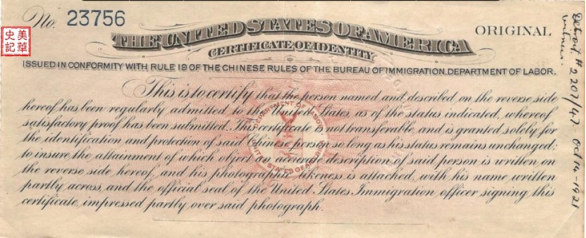 No. 23756
ORIGINAL
THE UNITED STATES OF AMERICA
CERTIFICATE OF IDENTITY
ISSUED IN CONFORMITY WITH RULE 19 OF THE CHINESE RULES OF THE BUREAU OF IMMIGRATION, DEPARTMENT OF LABOR.
This is to certify that the person named and described on the reverse side
hereof has been regularly admitted to the United States, as of the status indicated, whereof
satisfactory proof has been submitted. This certificate is not transferable, and is granted solely for
the identification and protection of said Chinese person so long as his status remains unchanged;
to insure the attainment of which object an accurate description of said person is written on
the reverse side hereof, and his photographic likeness is attached, with his name written
partly across, and the official seal of the United States Immigration officer signing this
certificate, impressed partly over said photograph.
美華
史記